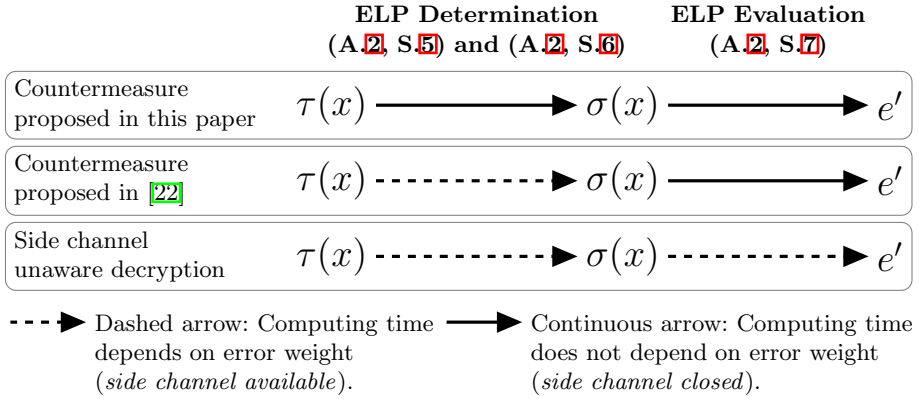 ELP Determination
(A.2, S.5) and (A.2, S.6)
ELP Evaluation
(A.2, S.7)
Countermeasure
proposed in this paper
τ(x) σ(x) e′
Countermeasure
proposed in [22]
τ(x) σ(x) e′
Side channel
unaware decryption
τ(x) σ(x) e′
Dashed arrow: Computing time
depends on error weight
(side channel available).
Continuous arrow: Computing time
does not depend on error weight
(side channel closed).